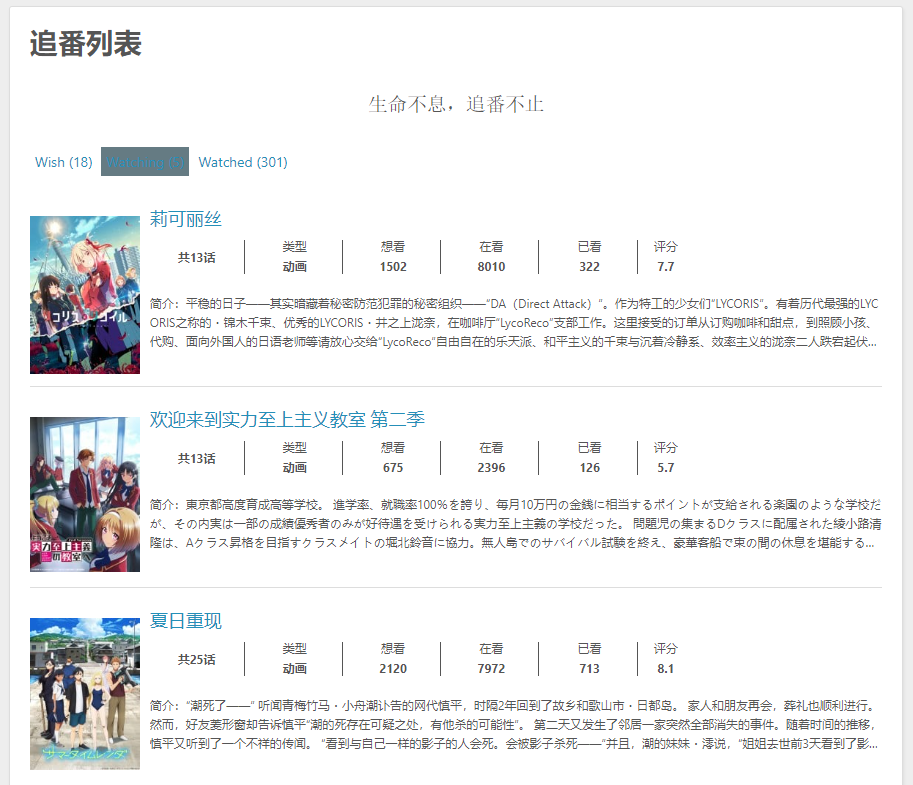 追番列表
生命不息，追番不止
Wish (18) Watching (5) Watched (301)
莉可丽丝
共13话 类型 想看 在看 已看 评分
动画 1502 8010 322 7.7
简介：平稳的日子——其实暗藏着秘密防范犯罪的秘密组织——“DA（Direct Attack）”。作为特工的少女们“LYCORIS”。有着历代最强的LYC
ORIS之称的・锦木千束、优秀的LYCORIS・井之上泷奈，在咖啡厅“LycoReco”支部工作。这里接受的订单从订购咖啡和甜点，到照顾小孩、
代购、面向外国人的日语老师等请放心交给“LycoReco”自由自在的乐天派、和平主义的千束与沉着冷静系、效率主义的泷奈二人跌宕起伏...
コリス コイル
欢迎来到实力至上主义教室 第二季
共13话 类型 想看 在看 已看 评分
动画 675 2396 126 5.7
简介：東京都高度育成高等学校。 進学率、就職率100％を誇り、毎月10万円の金銭に相当するポイントが支給される楽園のような学校だ
が、その内実は一部の成績優秀者のみが好待遇を受けられる実力至上主義の学校だった。 問題児の集まるDクラスに配属された綾小路清
隆は、Aクラス昇格を目指すクラスメイトの堀北鈴音に協力。無人島でのサバイバル試験を終え、豪華客船で束の間の休息を堪能する...
実力至上主義
の教室
夏日重现
共25话 类型 想看 在看 已看 评分
动画 2120 7972 713 8.1
简介：“潮死了——” 听闻青梅竹马・小舟潮讣告的网代慎平，时隔2年回到了故乡和歌山市・日都岛。 家人和朋友再会，葬礼也顺利进行。
然而，好友菱形窗却告诉慎平“潮的死存在可疑之处，有他杀的可能性”。 第二天又发生了邻居一家突然全部消失的事件。随着时间的推移，
慎平又听到了一个不祥的传闻。 “看到与自己一样的影子的人会死。会被影子杀死——”并且，潮的妹妹・澪说，“姐姐去世前3天看到了影...
サマータイムレンダ